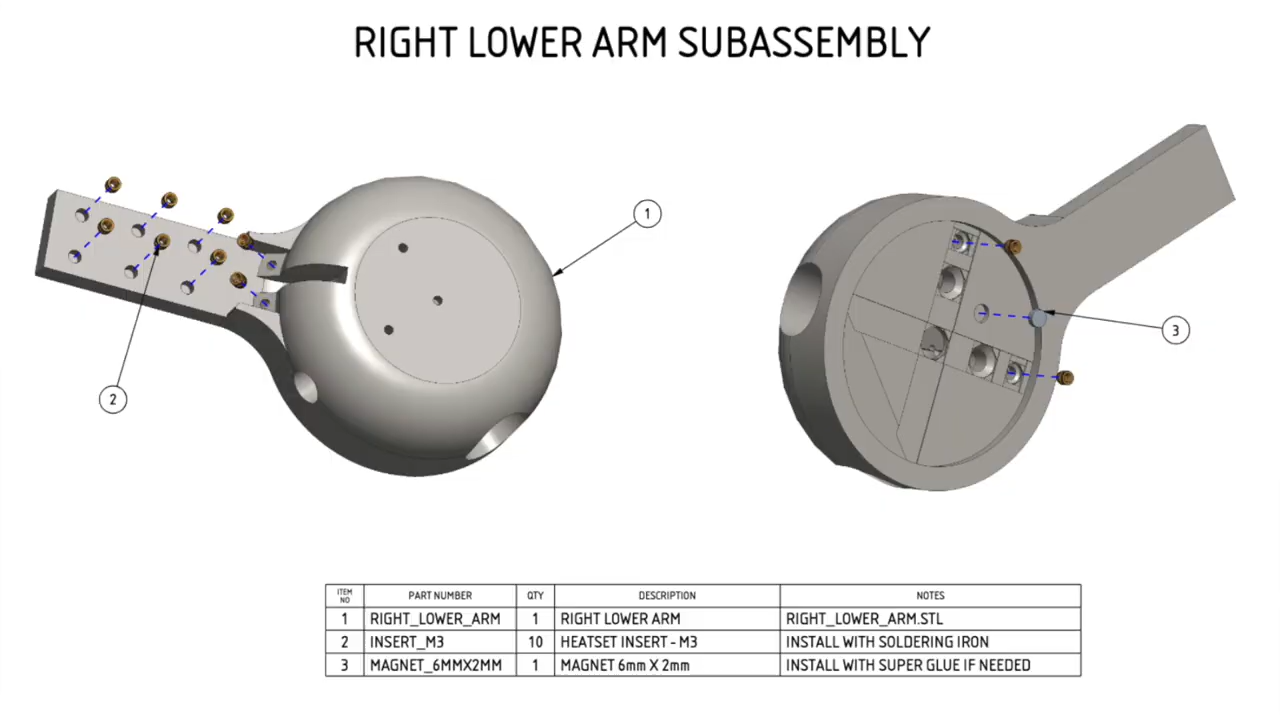 RIGHT LOWER ARM SUBASSEMBLY
1
2
3
ITEM NO PART NUMBER QTY DESCRIPTION NOTES
1 RIGHT_LOWER_ARM 1 RIGHT LOWER ARM RIGHT_LOWER_ARM.STL
2 INSERT_M3 10 HEATSET INSERT - M3 INSTALL WITH SOLDERING IRON
3 MAGNET_6MMX2MM 1 MAGNET 6mm X 2mm INSTALL WITH SUPER GLUE IF NEEDED